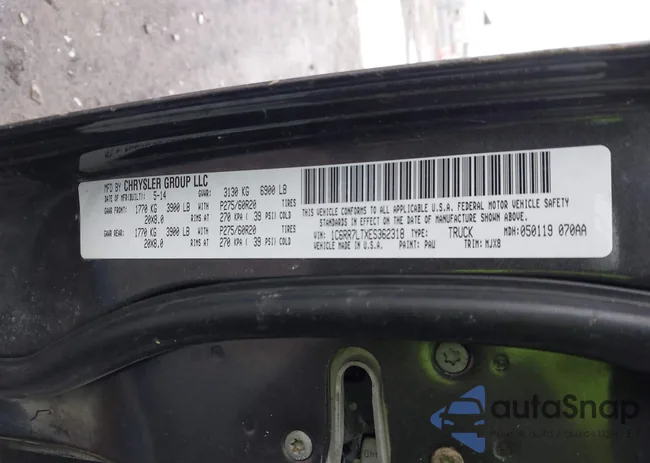 MFD BY CHRYSLER GROUP LLC
DATE OF MFR(BUILT): 5-14 GVWR: 3130 KG 6900 LB
GAWR FRONT: 1770 KG 3900 LB WITH P275/60R20 TIRES
20X8.0 RIMS AT 270 KPA ( 39 PSI COLD)
GAWR REAR: 1770 KG 3900 LB WITH P275/60R20 TIRES
20X8.0 RIMS AT 270 KPA ( 39 PSI COLD)
THIS VEHICLE CONFORMS TO ALL APPLICABLE U.S.A. FEDERAL MOTOR VEHICLE SAFETY
STANDARDS IN EFFECT ON THE DATE OF MANUFACTURE SHOWN ABOVE.
VIN: 1C6RR7LTXES362318 TYPE: TRUCK MDH: 050119 070AA
MADE IN U.S.A. PAINT: PAU TRIM: MJX8
autoSnap